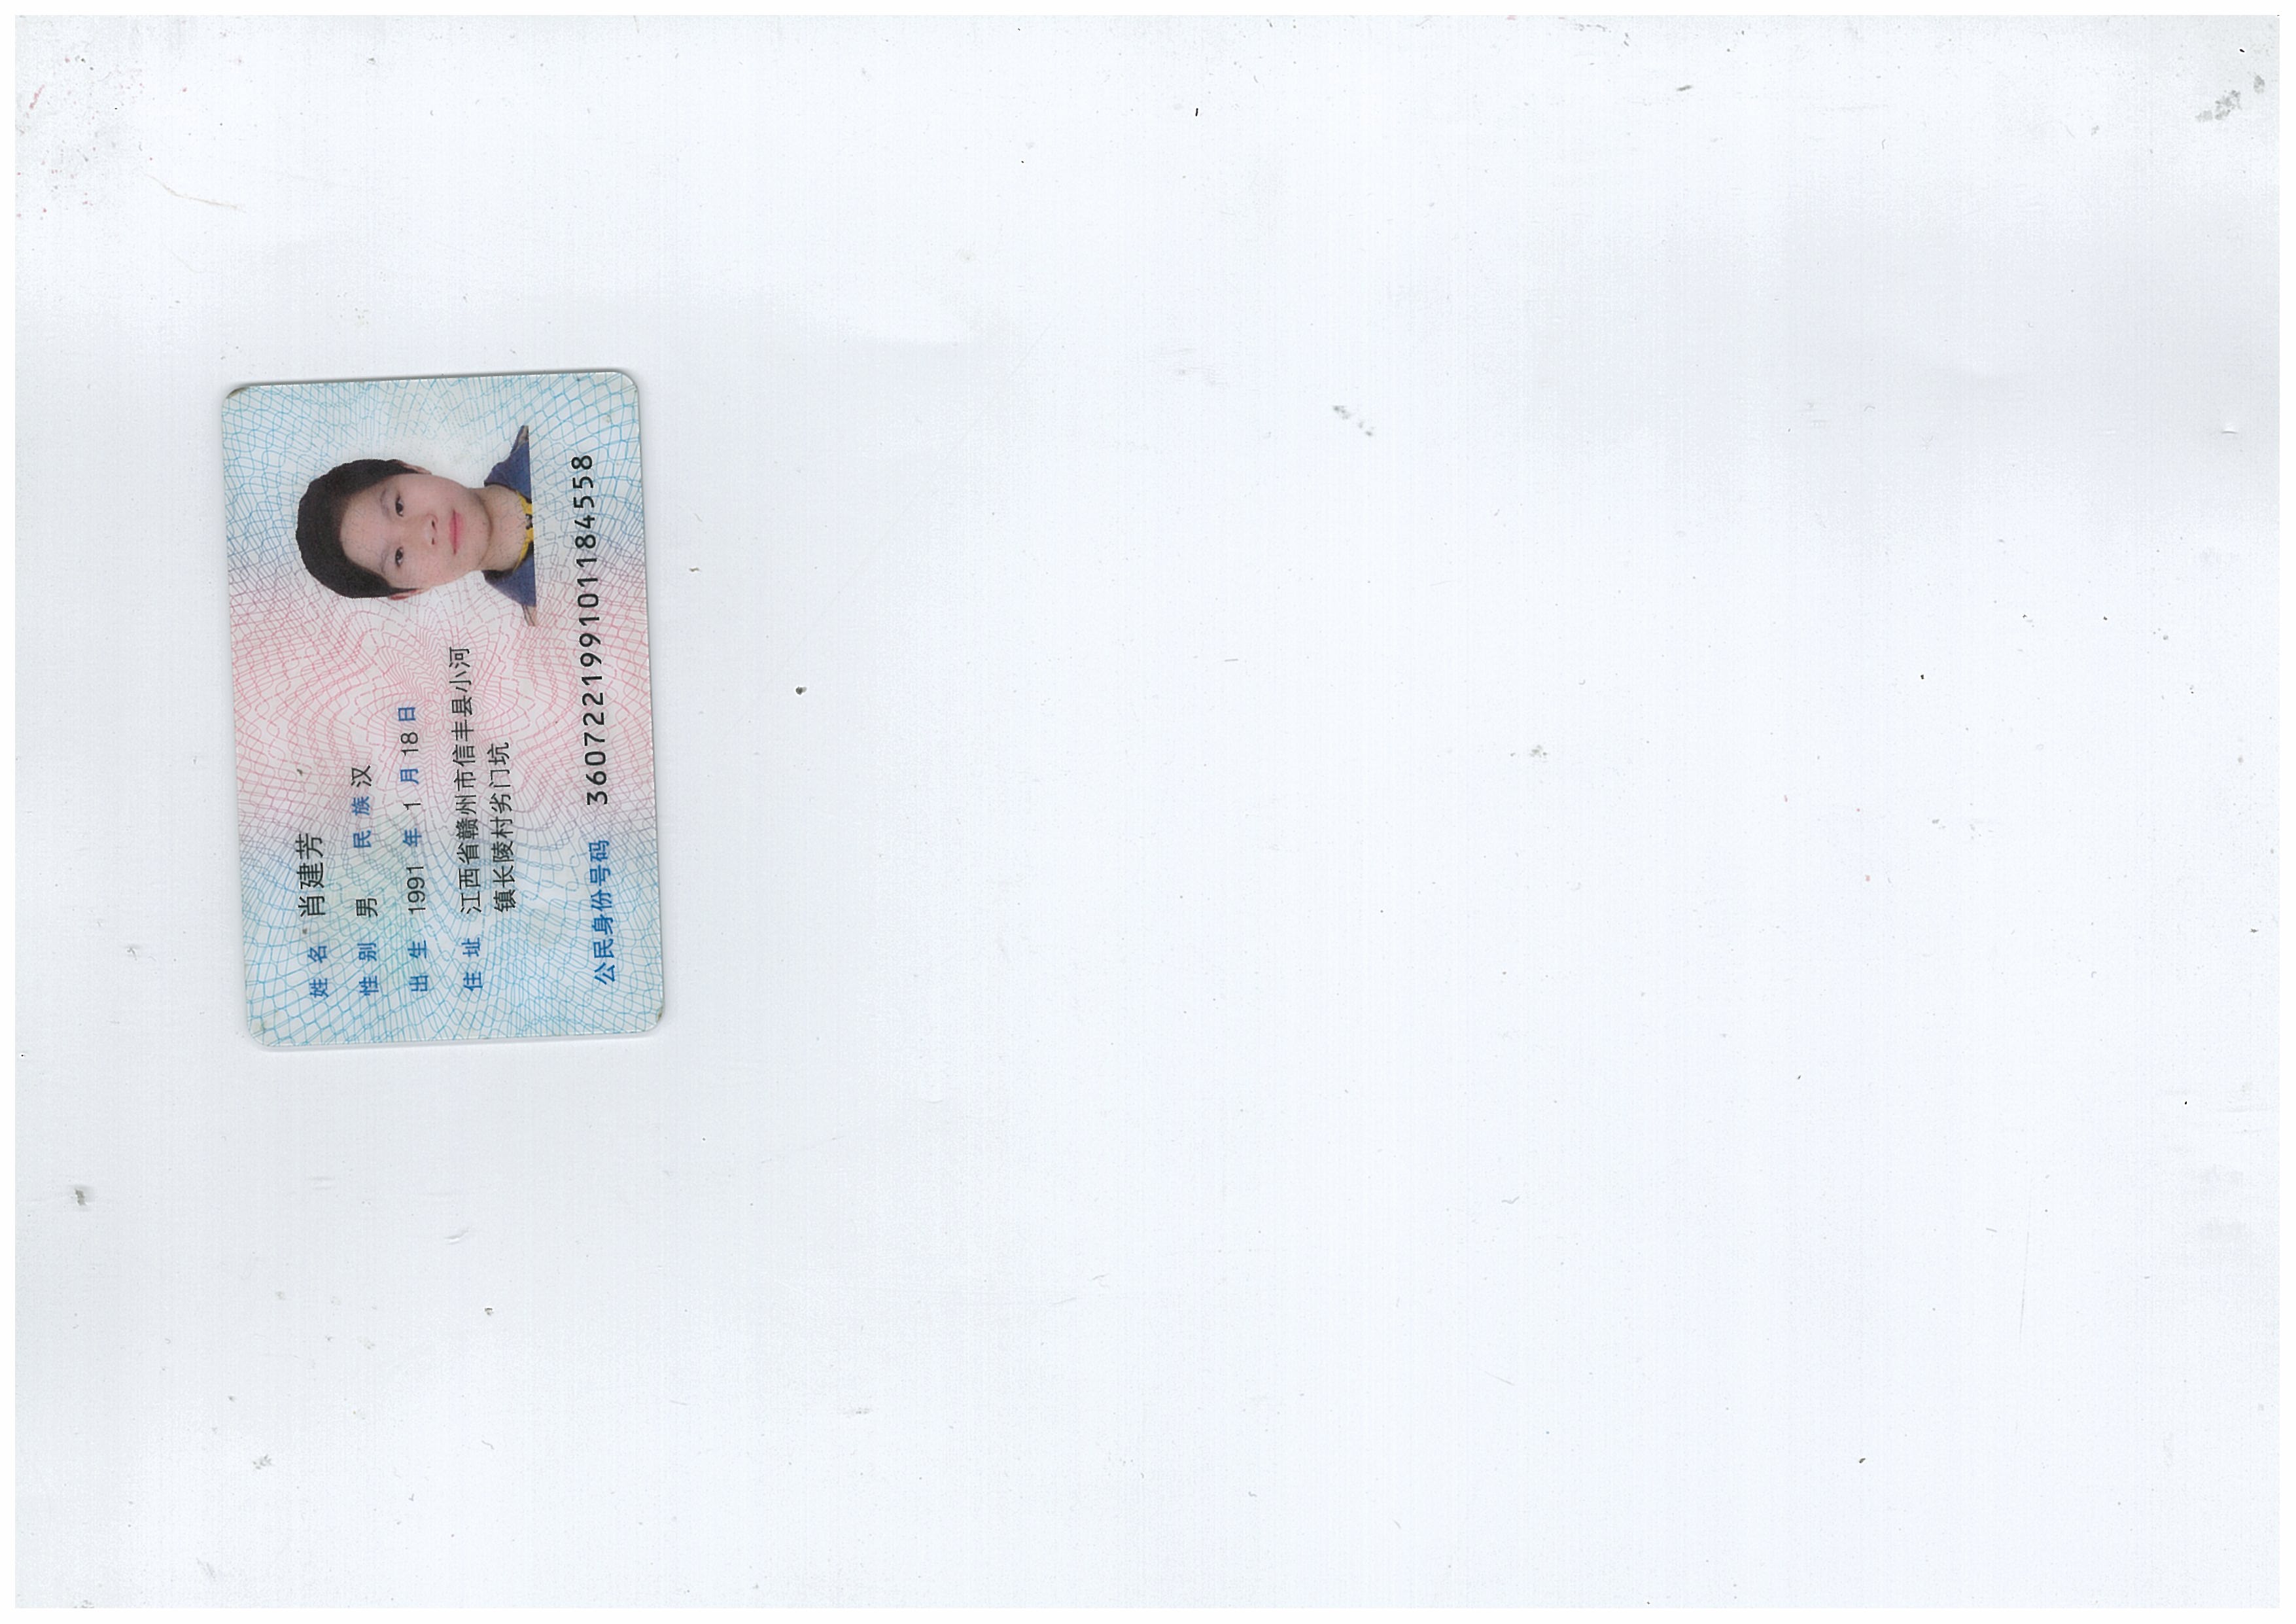 姓名 肖建芳
性别 男 民族 汉
出生 1991 年 1 月 18 日
住址 江西省赣州市信丰县小河
镇长陵村劣门坑
公民身份号码 360722199101184558